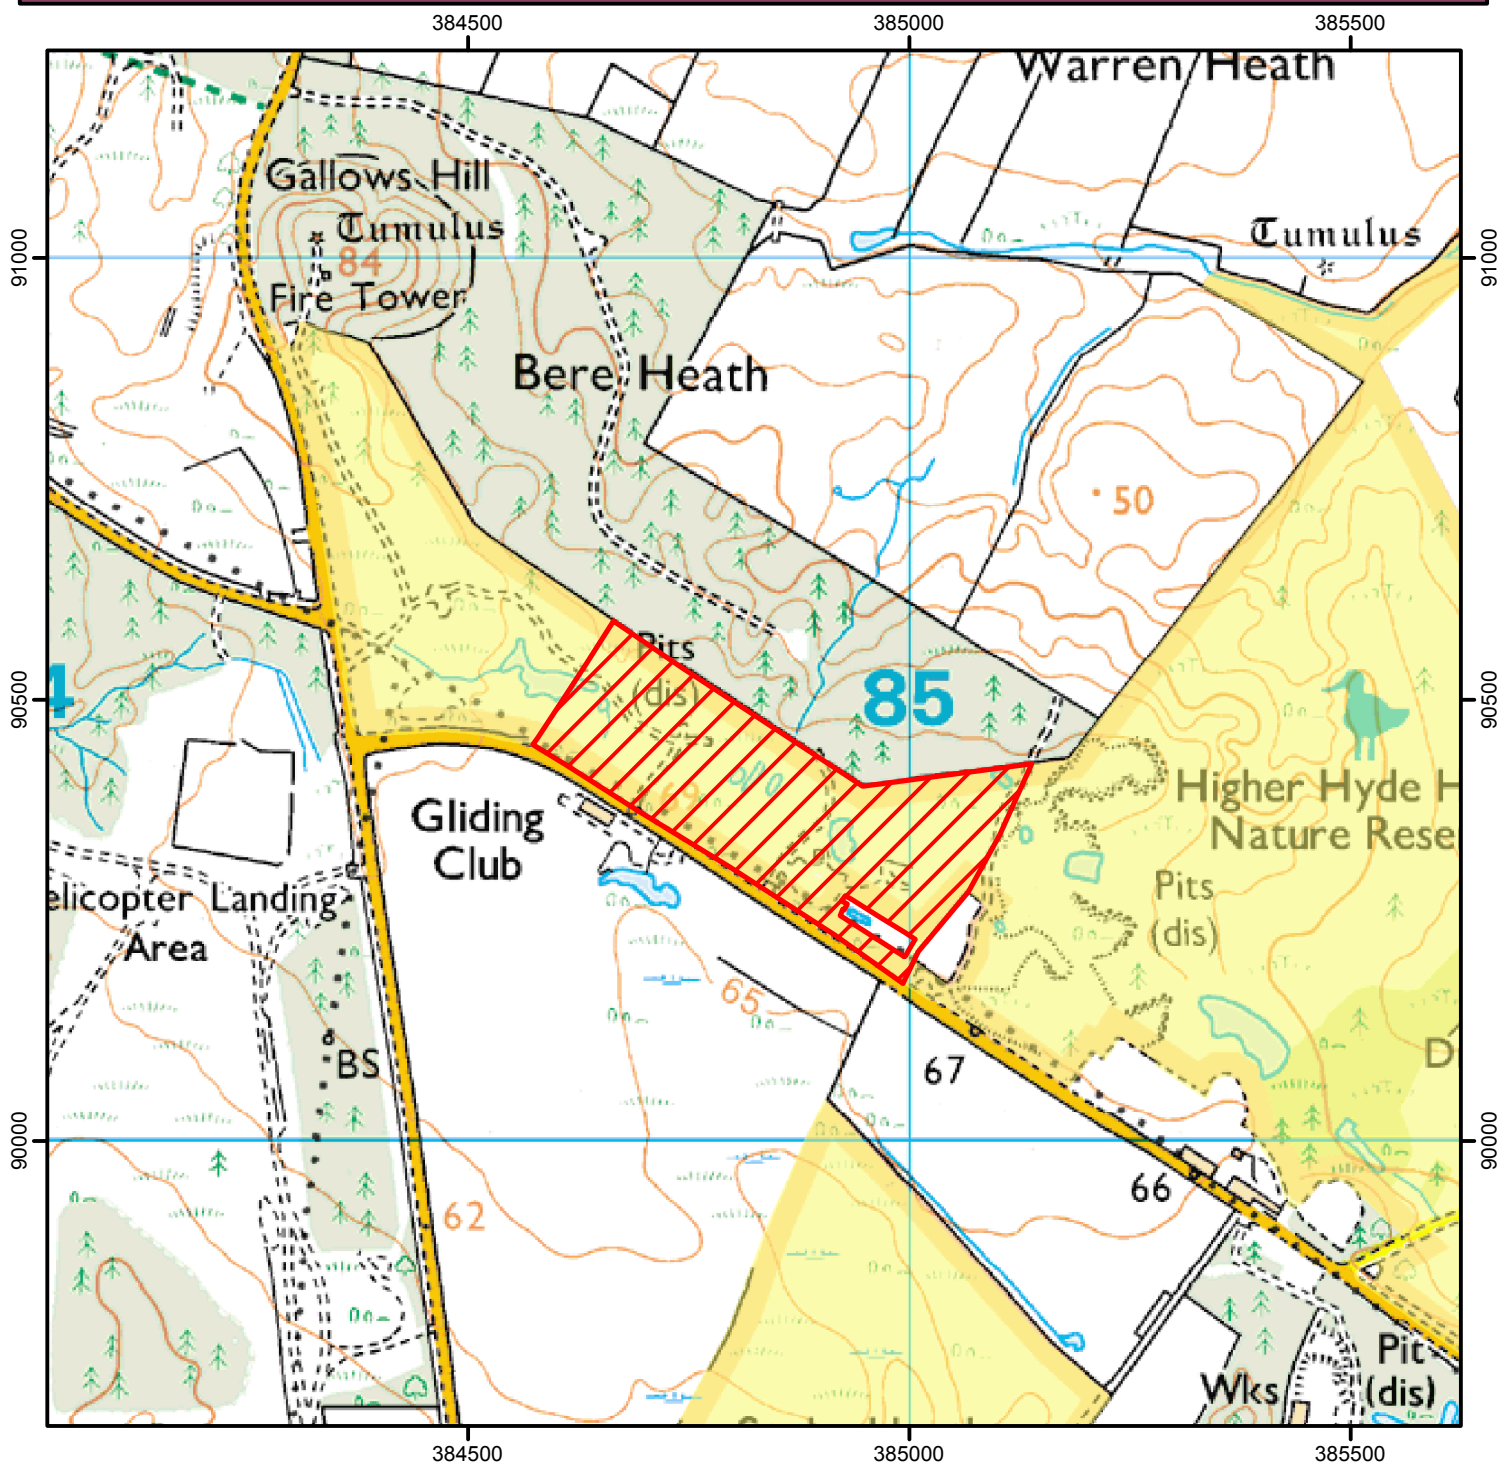 384500
385000
385500
Warren Heath
Gallows Hill
Tumulus
84
Fire Tower
Tumulus
91000
91000
Bere Heath
50
Pits
(dis)
85
4
90500
90500
69
Gliding
Club
Higher Hyde H
Nature Rese
Pits
(dis)
elicopter Landing
Area
65
BS
67
D
90000
90000
66
62
Pit
(dis)
Wks
384500
385000
385500